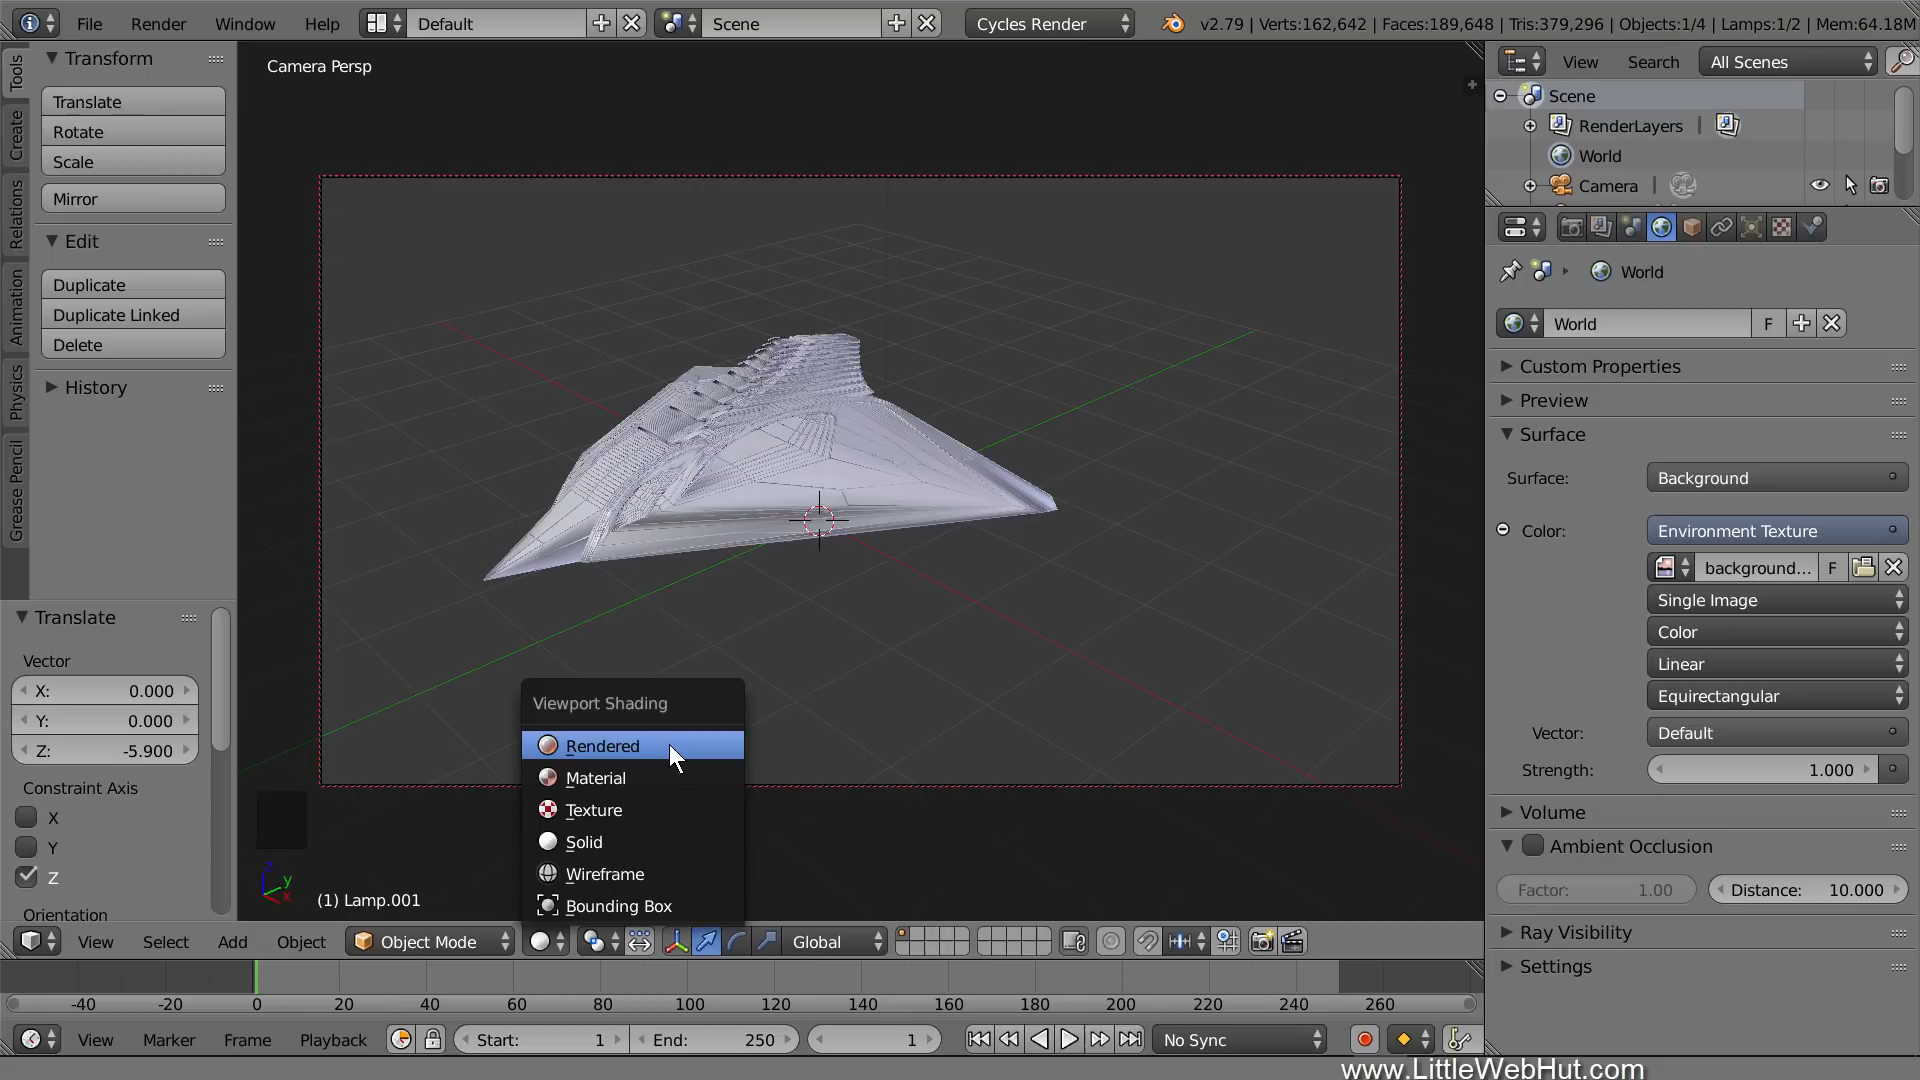 File Render Window Help Default Scene Cycles Render v2.79 | Verts:162,642 | Faces:189,648 | Tris:379,296 | Objects:1/4 | Lamps:1/2 | Mem:64.18M
Tools
Create
Relations
Animation
Physics
Grease Pencil
Transform
Translate
Rotate
Scale
Mirror
Edit
Duplicate
Duplicate Linked
Delete
History
Translate
Vector
X: 0.000
Y: 0.000
Z: -5.900
Constraint Axis
X
Y
Z
Orientation
Camera Persp
Viewport Shading
Rendered
Material
Texture
Solid
Wireframe
Bounding Box
z
y
x
(1) Lamp.001
View Select Add Object Object Mode Global
-40 -20 0 20 40 60 80 100 120 140 160 180 200 220 240 260
View Marker Frame Playback Start: 1 End: 250 1 No Sync
View Search All Scenes
Scene
RenderLayers |
World
Camera |
World
World F
Custom Properties
Preview
Surface
Surface: Background
Color: Environment Texture
background... F
Single Image
Color
Linear
Equirectangular
Vector: Default
Strength: 1.000
Volume
Ambient Occlusion
Factor: 1.00 Distance: 10.000
Ray Visibility
Settings
www.LittleWebHut.com